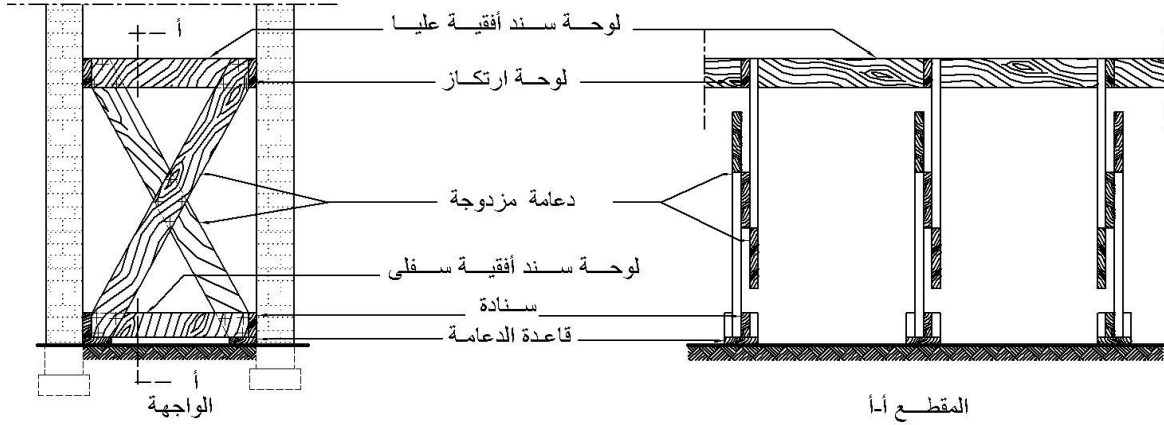 أ
لوحة سند أفقية عليا
لوحة ارتكاز
دعامة مزدوجة
لوحة سند أفقية سفلى
سنادة
قاعدة الدعامة
أ
الواجهة
المقطع أ-أ